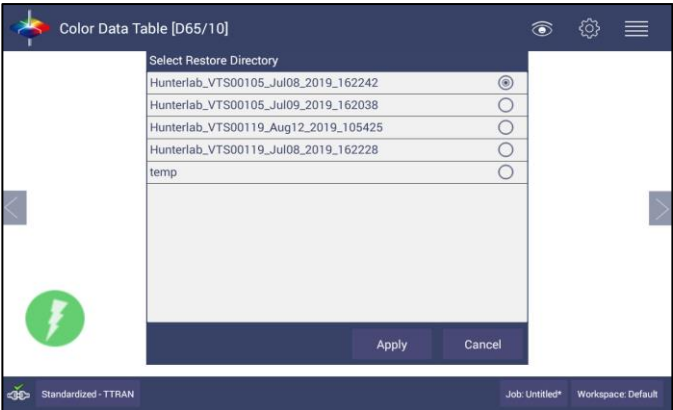 Color Data Table [D65/10]
Select Restore Directory
Hunterlab_VTS00105_Jul08_2019_162242
Hunterlab_VTS00105_Jul09_2019_162038
Hunterlab_VTS00119_Aug12_2019_105425
Hunterlab_VTS00119_Jul08_2019_162228
temp
Apply Cancel
Standardized - TTRAN Job: Untitled* Workspace: Default